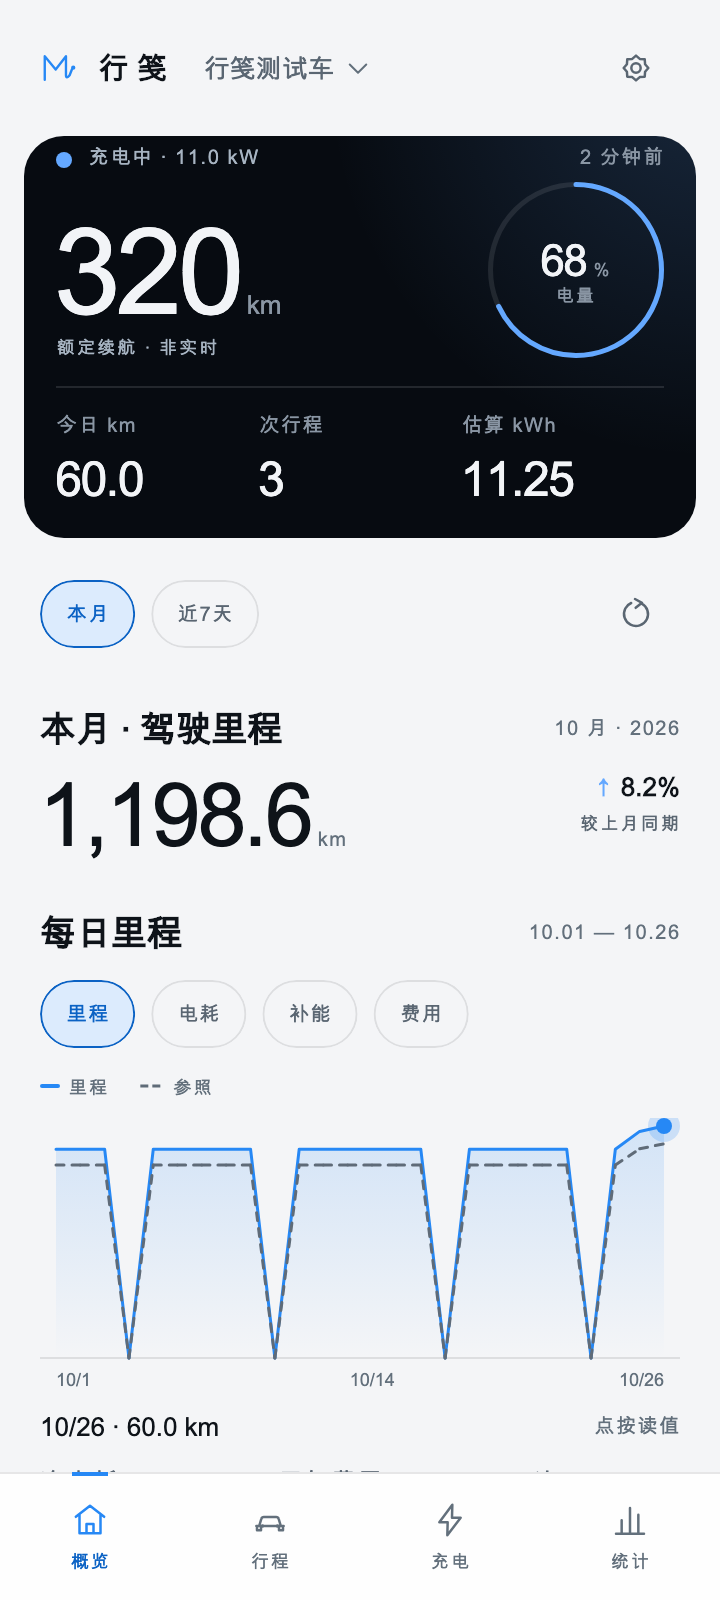 行笺 行笺测试车
充电中 · 11.0 kW 2 分钟前
320 km
68 %
电量
额定续航 · 非实时
今日 km 次行程 估算 kWh
60.0 3 11.25
本月 近7天
本月 · 驾驶里程 10 月 · 2026
1,198.6 km ↑ 8.2%
较上月同期
每日里程 10.01 — 10.26
里程 电耗 补能 费用
里程 参照
10/1 10/14 10/26
10/26 · 60.0 km 点按读值
概览 行程 充电 统计